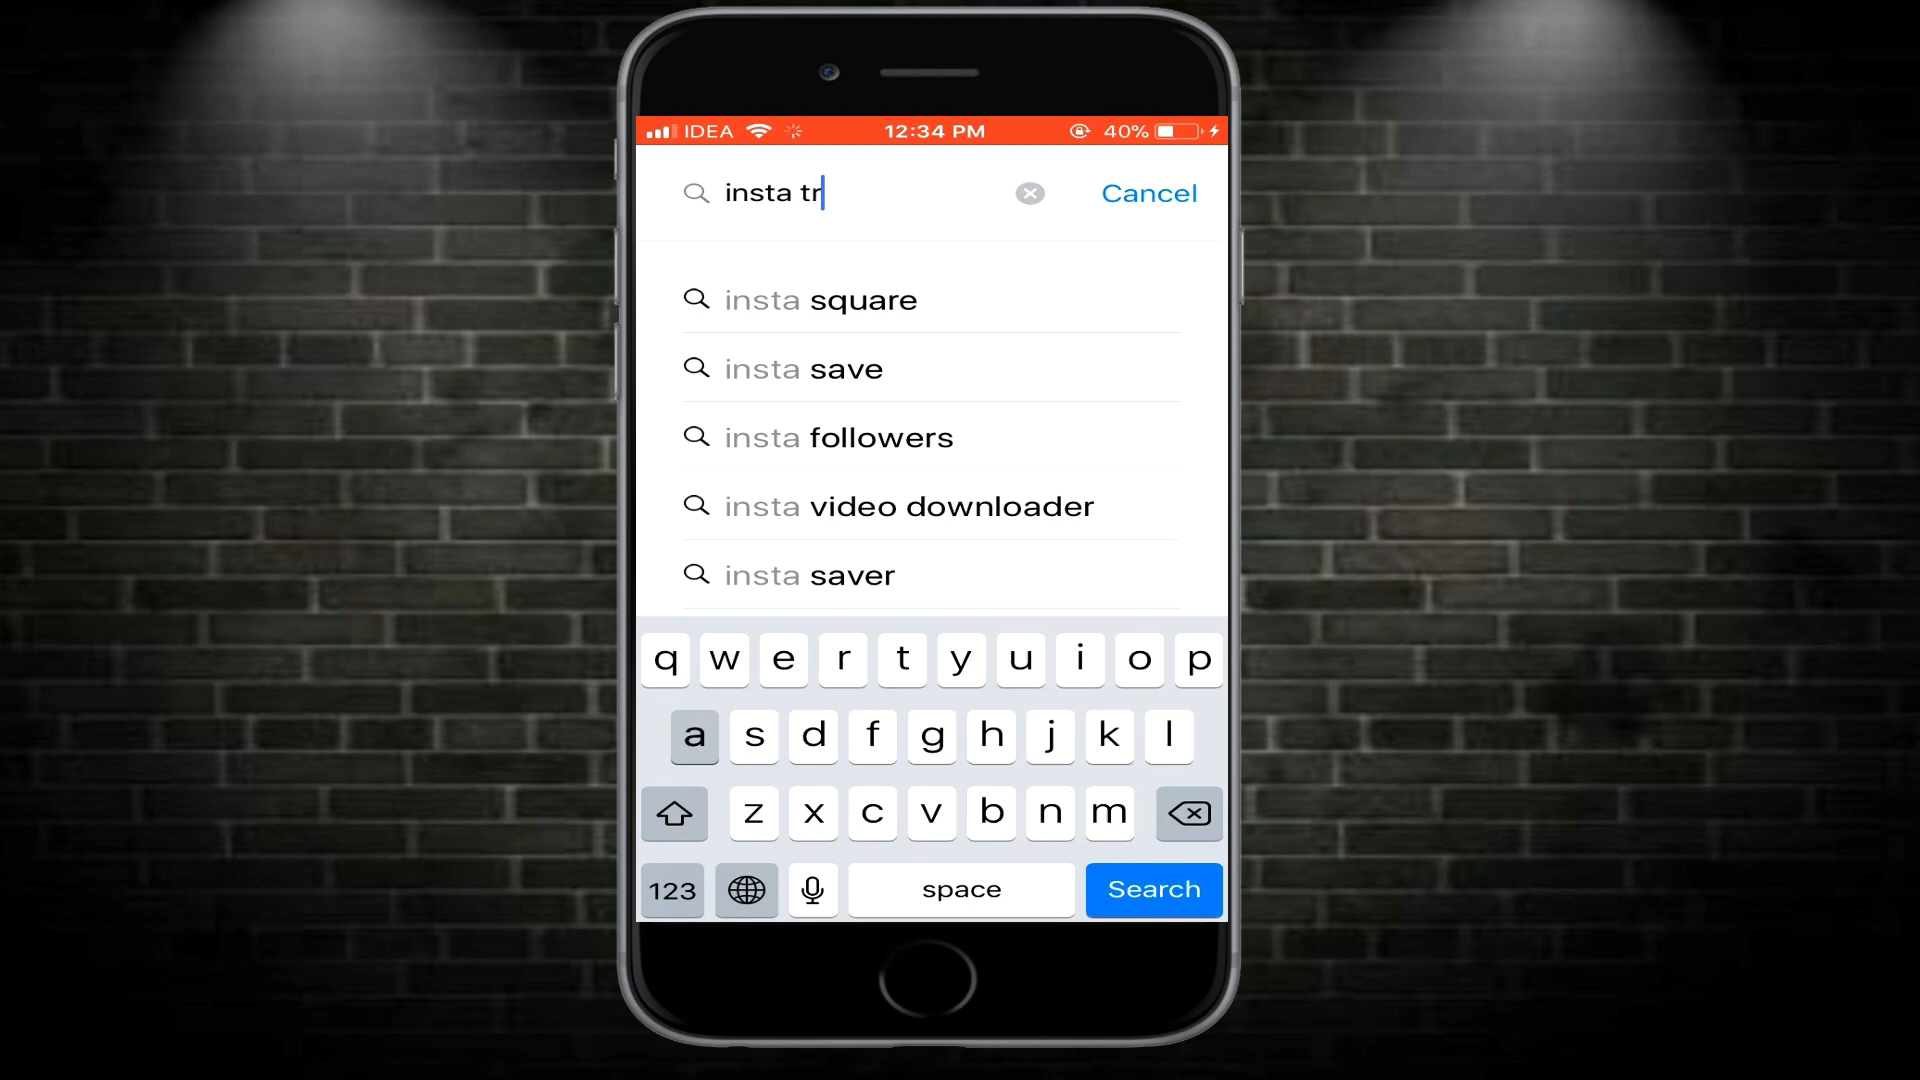 IDEA 12:34 PM 40%
insta tr Cancel
insta square
insta save
insta followers
insta video downloader
insta saver
q w e r t y u i o p
a s d f g h j k l
z x c v b n m
123 space Search